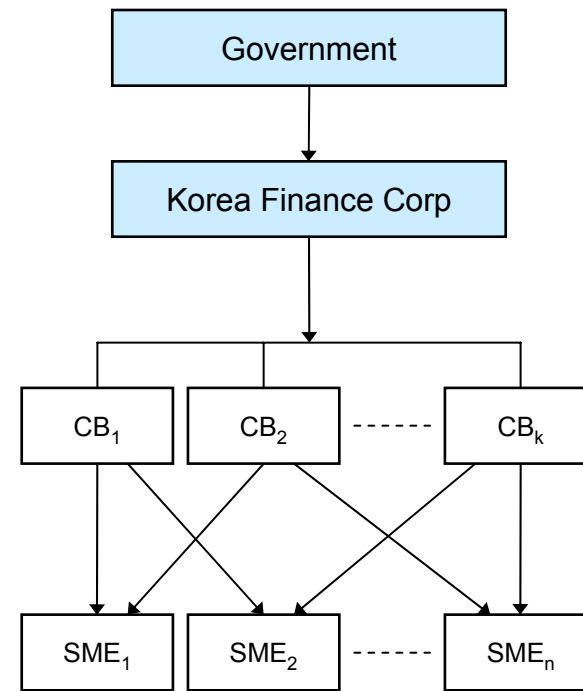 Government
Korea Finance Corp
CB₁
CB₂
CBₖ
SME₁
SME₂
SMEₙ